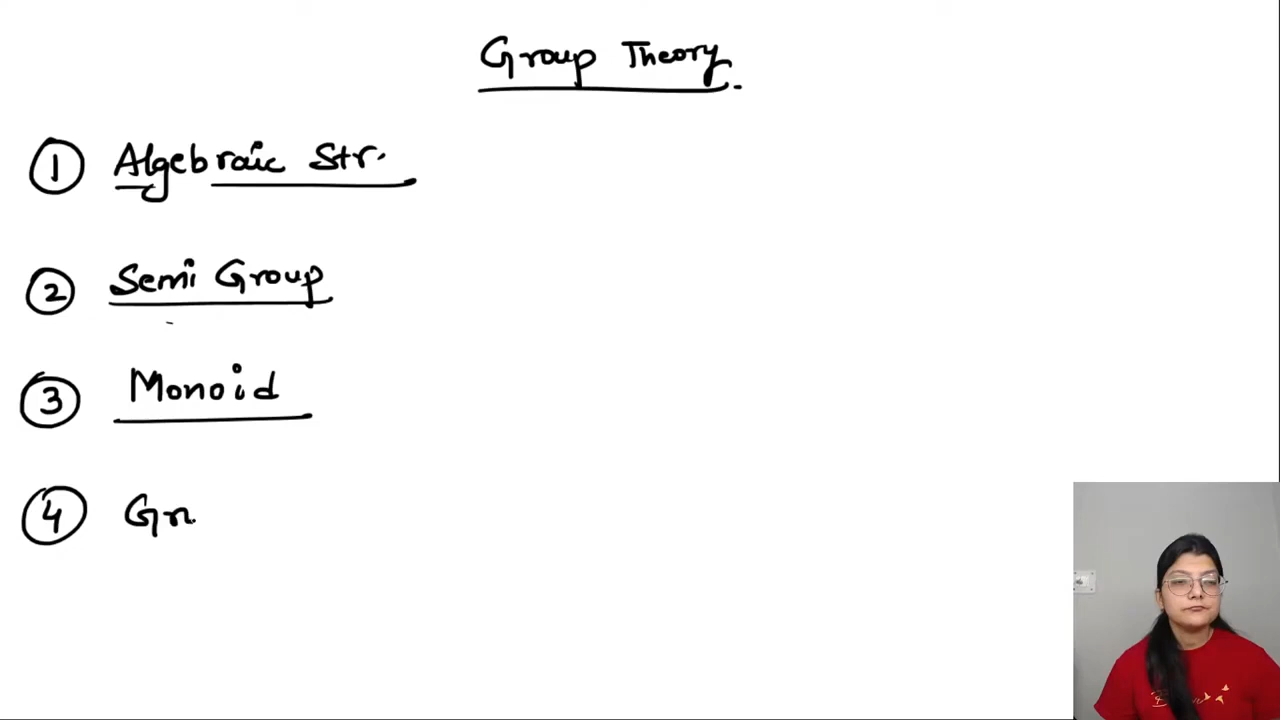 Group Theory.
1 Algebraic Str.
2 Semi Group
3 Monoid
4 Gr